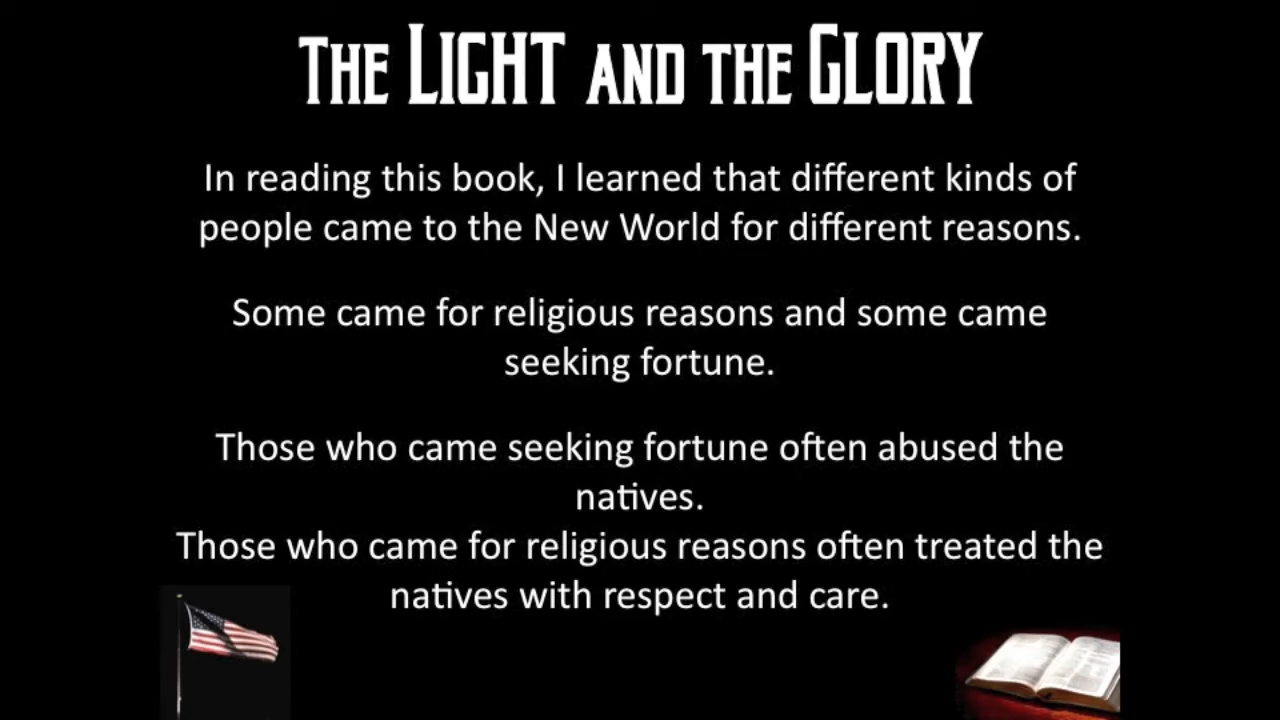 THE LIGHT AND THE GLORY
In reading this book, I learned that different kinds of
people came to the New World for different reasons.
Some came for religious reasons and some came
seeking fortune.
Those who came seeking fortune often abused the
natives.
Those who came for religious reasons often treated the
natives with respect and care.